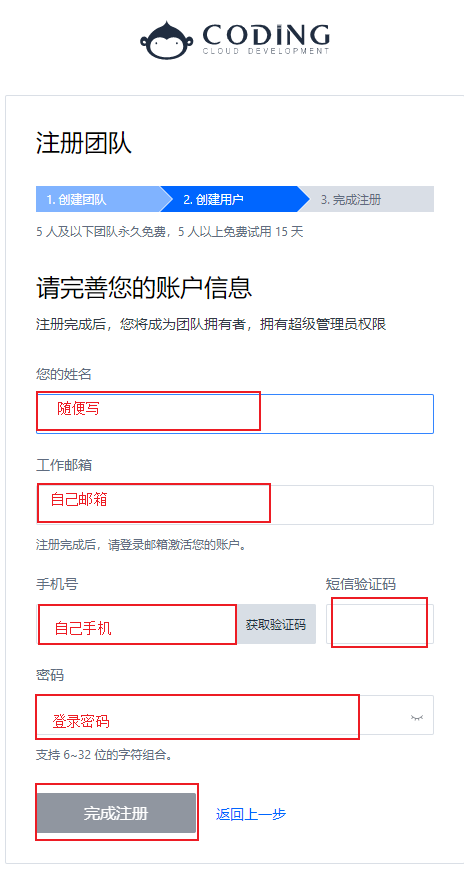 CODING
CLOUD DEVELOPMENT
注册团队
1. 创建团队 2. 创建用户 3. 完成注册
5 人及以下团队永久免费，5 人以上免费试用 15 天
请完善您的账户信息
注册完成后，您将成为团队拥有者，拥有超级管理员权限
您的姓名
随便写
工作邮箱
自己邮箱
注册完成后，请登录邮箱激活您的账户。
手机号 短信验证码
自己手机 获取验证码
密码
登录密码
支持 6~32 位的字符组合。
完成注册 返回上一步